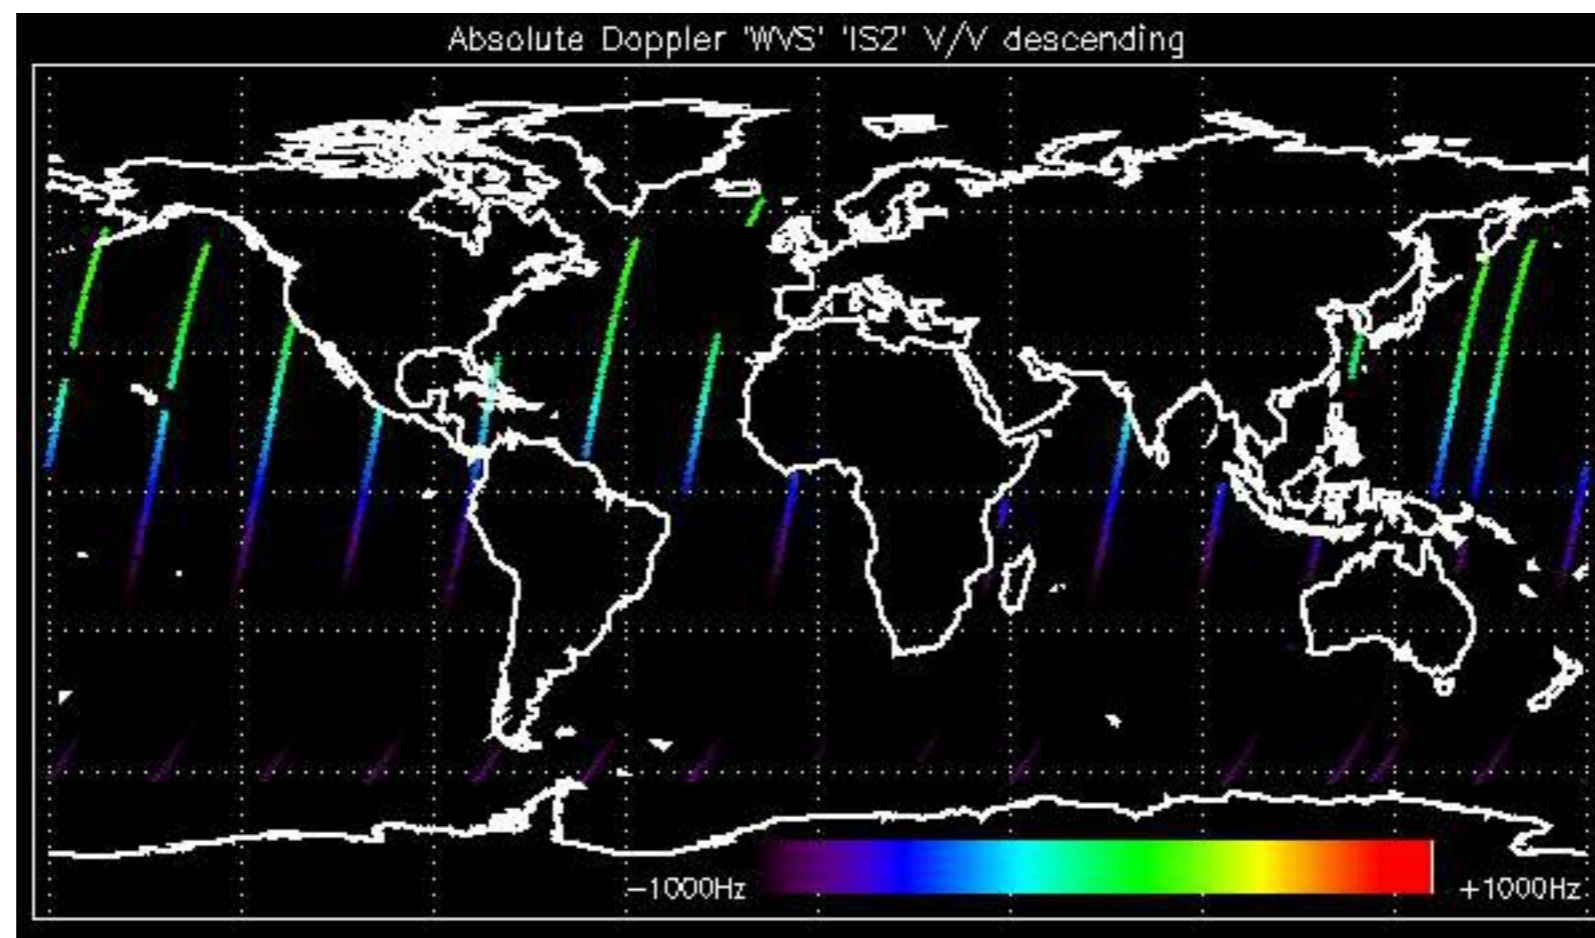 Absolute Doppler 'WVS' 'IS2' V/V descending
−1000Hz +1000Hz